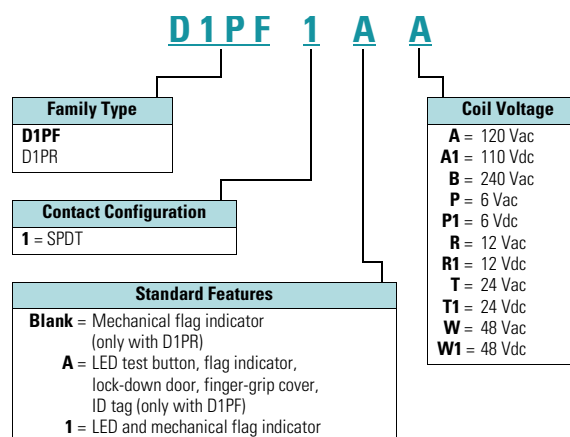 D1PF 1 A A
Family Type
D1PF
D1PR
Contact Configuration
1 = SPDT
Standard Features
Blank = Mechanical flag indicator
(only with D1PR)
A = LED test button, flag indicator,
lock-down door, finger-grip cover,
ID tag (only with D1PF)
1 = LED and mechanical flag indicator
Coil Voltage
A = 120 Vac
A1 = 110 Vdc
B = 240 Vac
P = 6 Vac
P1 = 6 Vdc
R = 12 Vac
R1 = 12 Vdc
T = 24 Vac
T1 = 24 Vdc
W = 48 Vac
W1 = 48 Vdc